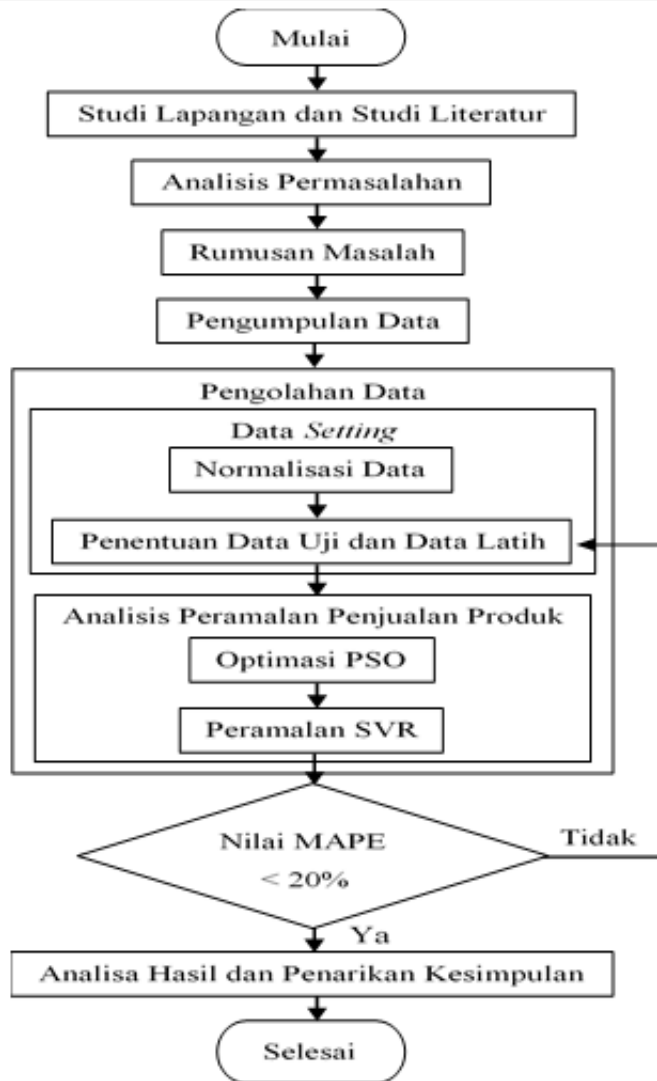 Mulai
Studi Lapangan dan Studi Literatur
Analisis Permasalahan
Rumusan Masalah
Pengumpulan Data
Pengolahan Data
Data Setting
Normalisasi Data
Penentuan Data Uji dan Data Latih
Analisis Peramalan Penjualan Produk
Optimasi PSO
Peramalan SVR
Nilai MAPE
< 20%
Tidak
Ya
Analisa Hasil dan Penarikan Kesimpulan
Selesai